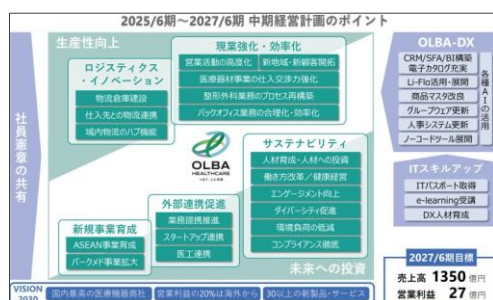 2025/6期～2027/6期 中期経営計画のポイント
生産性向上
現業強化・効率化
営業活動の高度化
新地域・新顧客開拓
医療器材事業の仕入交渉力強化
整形外科業務のプロセス再構築
バックオフィス業務の合理化・効率化
ロジスティクス
・イノベーション
物流倉庫建設
仕入先との物流連携
域内物流のハブ機能
社員憲章の共有
OLBA
HEALTHCARE
サステナビリティ
人材育成・人材への投資
働き方改革／健康経営
エンゲージメント向上
ダイバーシティ促進
環境負荷の低減
コンプライアンス徹底
外部連携促進
業務提携推進
スタートアップ連携
医工連携
新規事業育成
ASEAN事業育成
パークメド事業拡大
未来への投資
OLBA-DX
CRM/SFA/BI構築
電子カタログ充実
Li-Flo活用・展開
商品マスタ改良
グループウェア更新
人事システム更新
ノーコードツール展開
各種AIの活用
ITスキルアップ
ITパスポート取得
e-learning受講
DX人材育成
2027/6期目標
売上高 1350 億円
営業利益 27 億円
VISION
2030
国内最高の医療機器商社
営業利益の20%は海外から
30以上の新製品・サービス